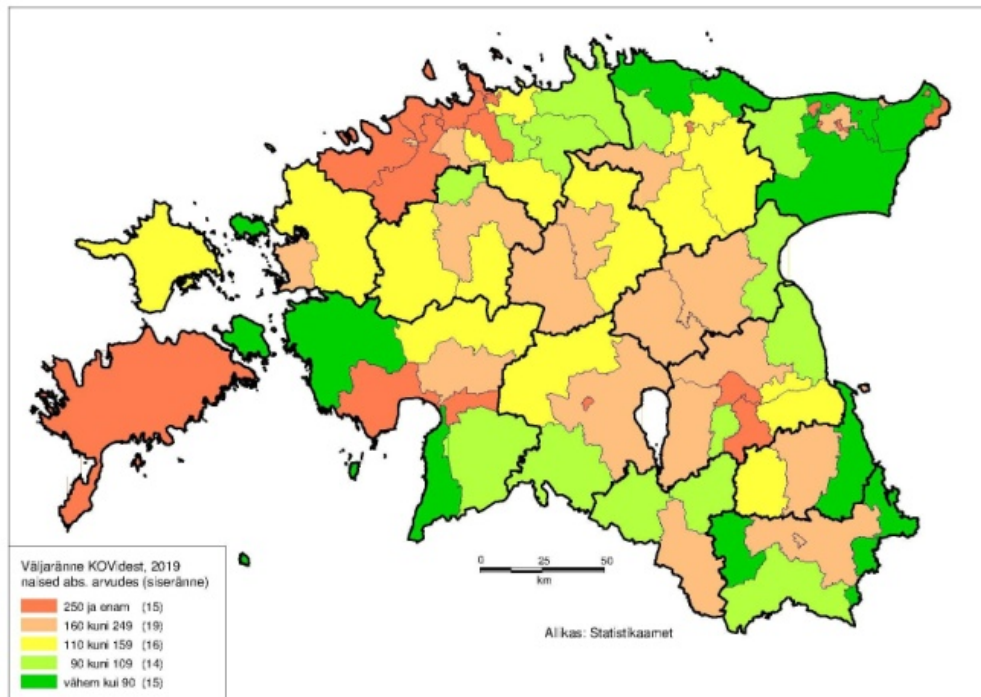 0 25 50
km
Väljaränne KOVidest, 2019
naised abs. arvudes (siseränne)
250 ja enam (15)
160 kuni 249 (19)
110 kuni 159 (16)
90 kuni 109 (14)
vähem kui 90 (15)
Allikas: Statistikaamet